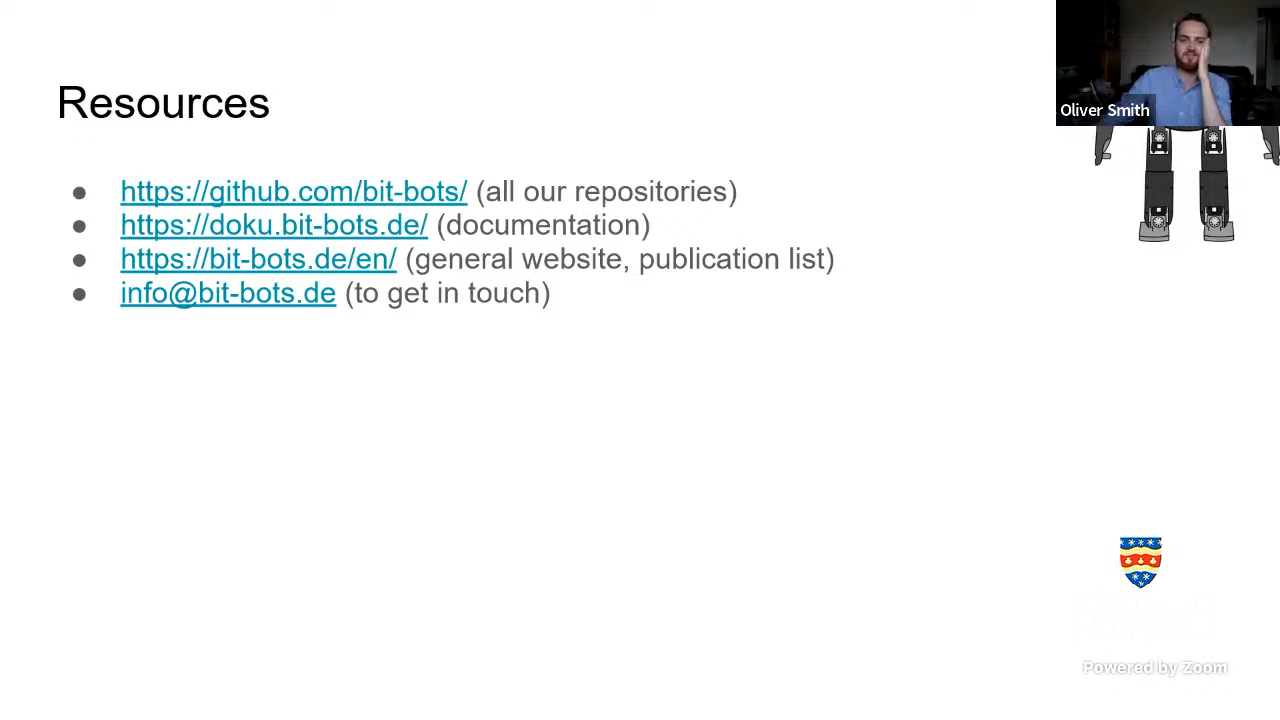 Resources
https://github.com/bit-bots/ (all our repositories)
https://doku.bit-bots.de/ (documentation)
https://bit-bots.de/en/ (general website, publication list)
info@bit-bots.de (to get in touch)
Oliver Smith
Powered by Zoom